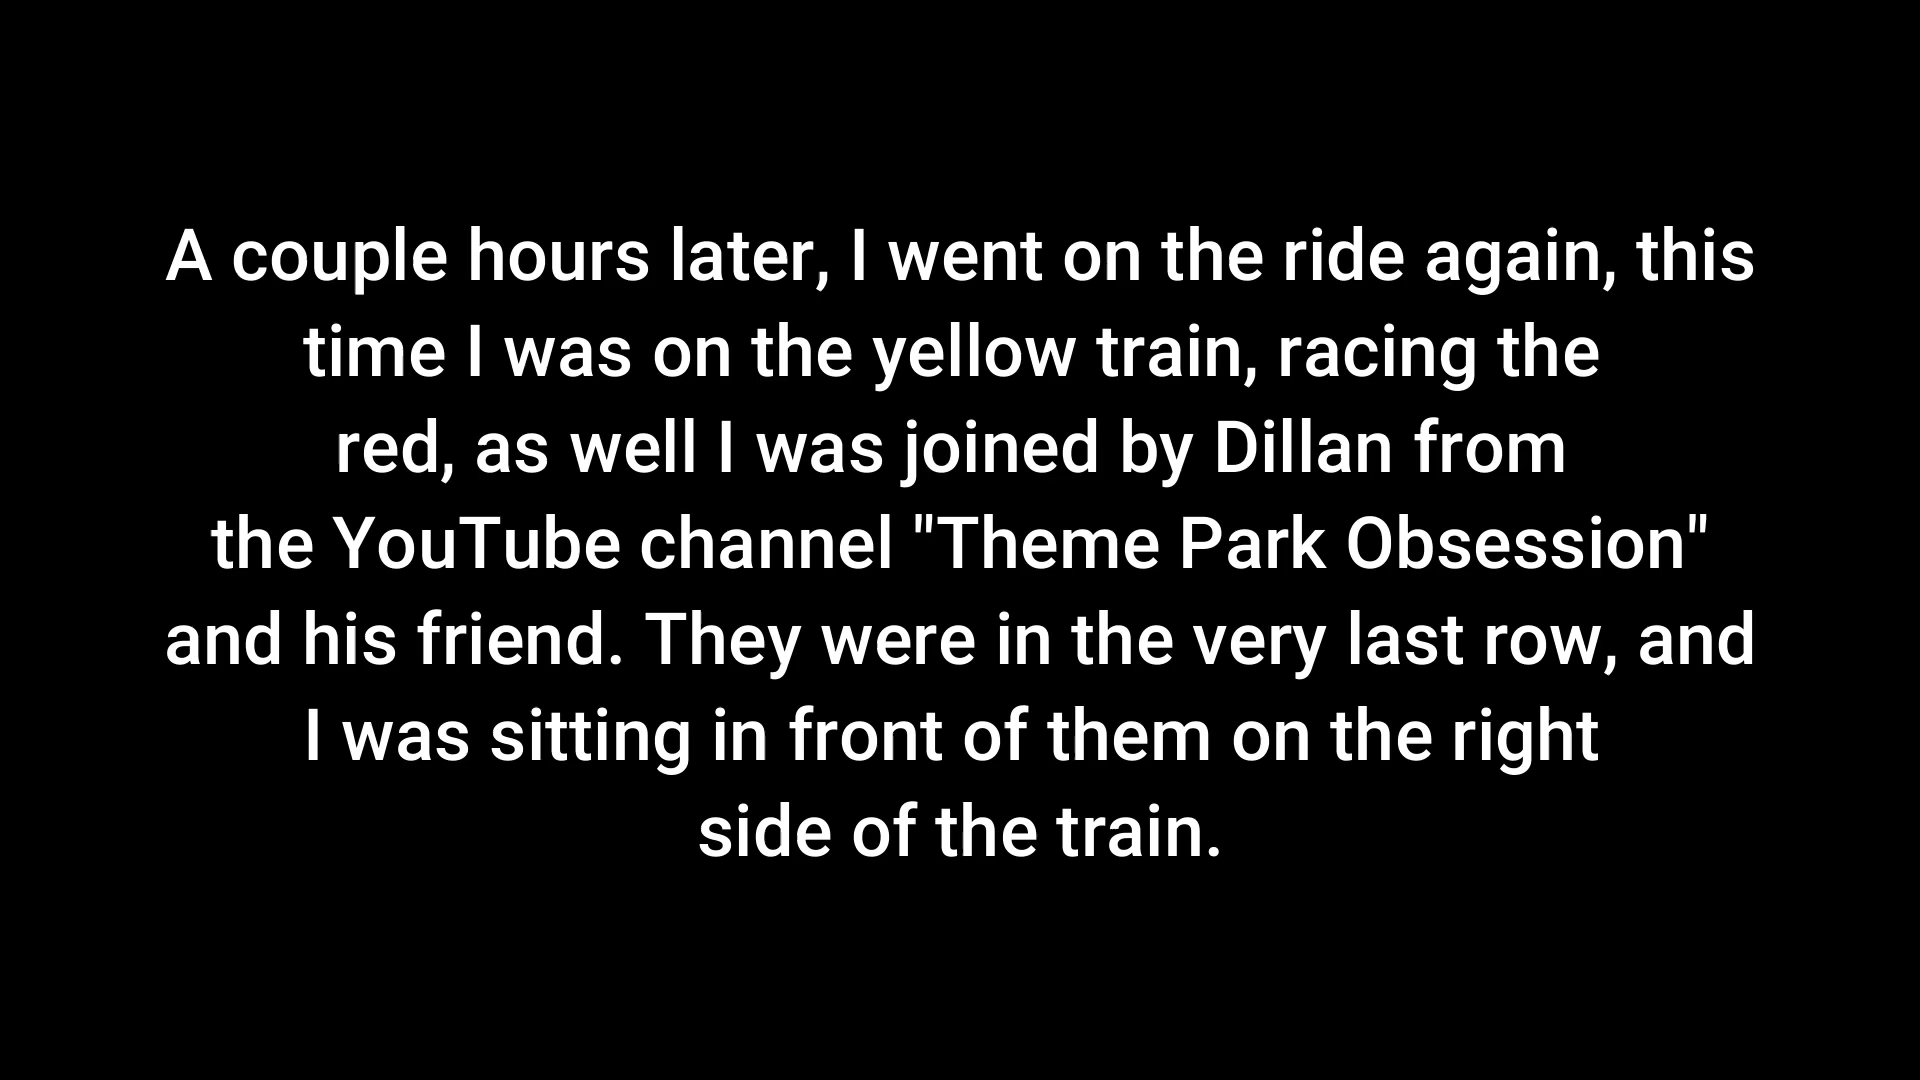 A couple hours later, I went on the ride again, this
time I was on the yellow train, racing the
red, as well I was joined by Dillan from
the YouTube channel "Theme Park Obsession"
and his friend. They were in the very last row, and
I was sitting in front of them on the right
side of the train.